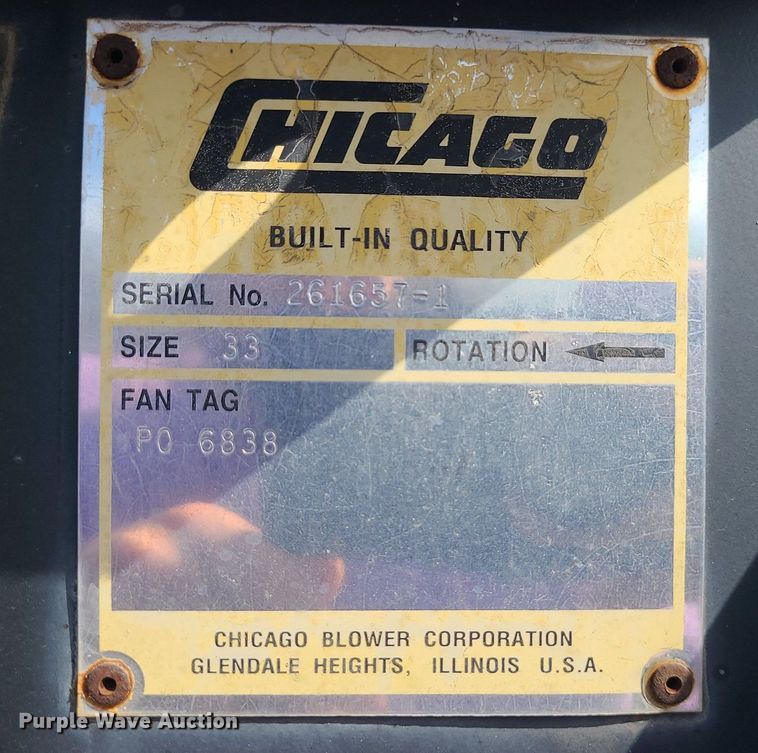 CHICAGO
BUILT-IN QUALITY
SERIAL No. 261657-1
SIZE 33 ROTATION
FAN TAG
PO 6838
CHICAGO BLOWER CORPORATION
GLENDALE HEIGHTS, ILLINOIS U.S.A.
Purple Wave Auction